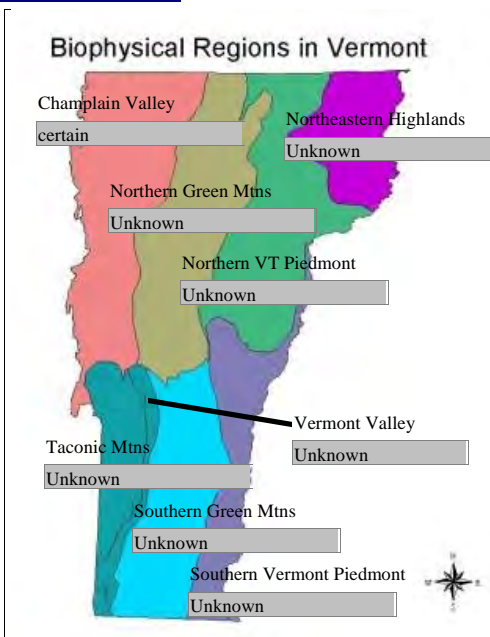 Biophysical Regions in Vermont
Champlain Valley
certain
Northeastern Highlands
Unknown
Northern Green Mtns
Unknown
Northern VT Piedmont
Unknown
Vermont Valley
Unknown
Taconic Mtns
Unknown
Southern Green Mtns
Unknown
Southern Vermont Piedmont
Unknown